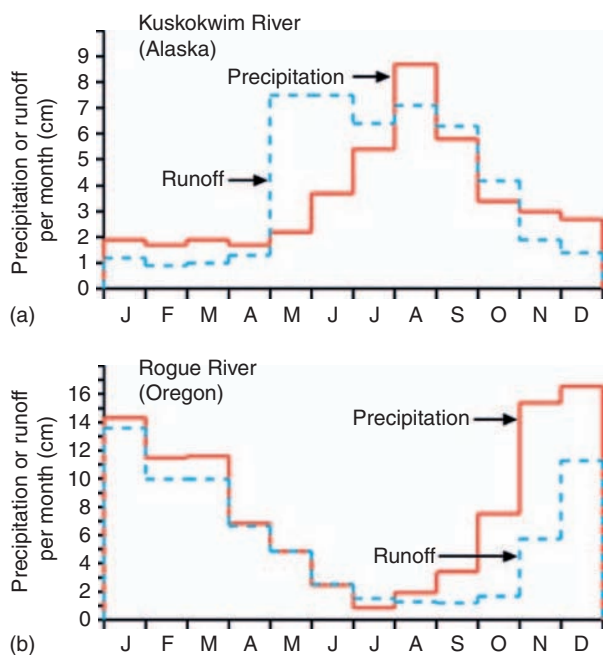 Kuskokwim River
(Alaska)
Precipitation
Runoff
Precipitation or runoff
per month (cm)
9
8
7
6
5
4
3
2
1
0
J F M A M J J A S O N D
(a)
Rogue River
(Oregon)
Precipitation
Runoff
Precipitation or runoff
per month (cm)
16
14
12
10
8
6
4
2
0
J F M A M J J A S O N D
(b)